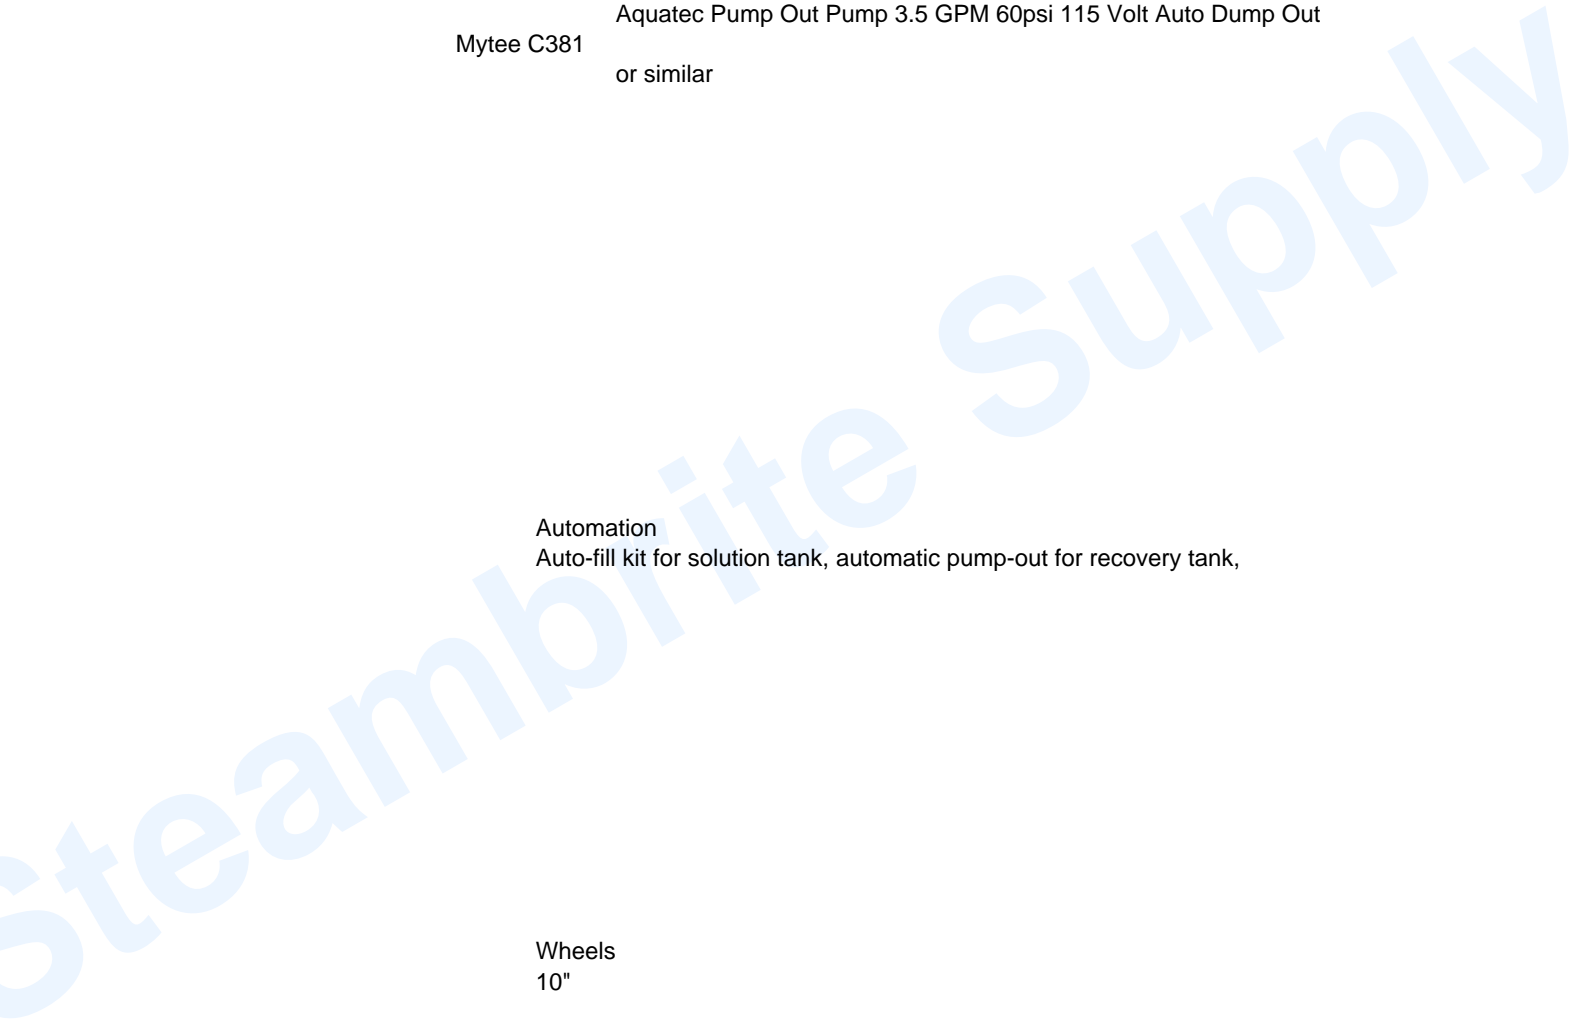 Aquatec Pump Out Pump 3.5 GPM 60psi 115 Volt Auto Dump Out
Mytee C381
or similar
Automation
Auto-fill kit for solution tank, automatic pump-out for recovery tank,
Wheels
10"
Steambrite Supply